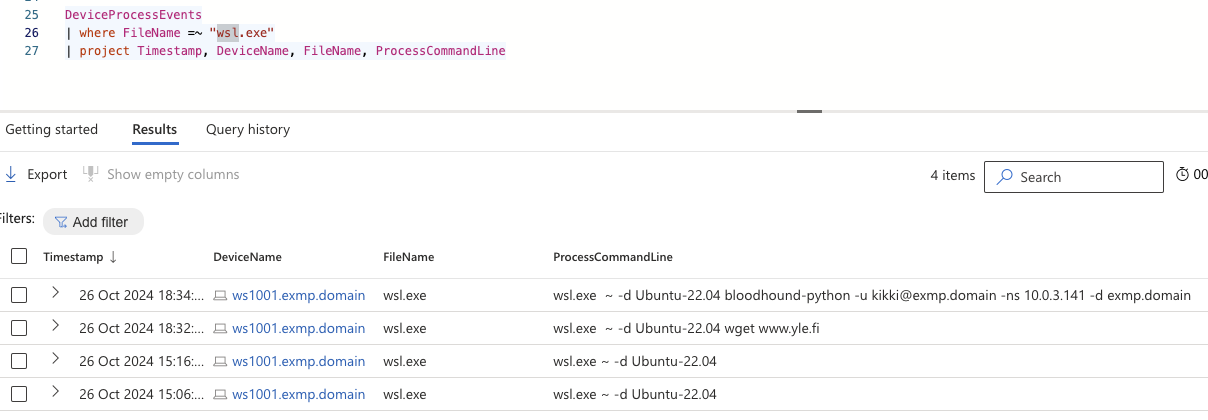 25 DeviceProcessEvents
26 | where FileName =~ "wsl.exe"
27 | project Timestamp, DeviceName, FileName, ProcessCommandLine
Getting started Results Query history
Export Show empty columns 4 items Search 00
Filters: Add filter
Timestamp ↓ DeviceName FileName ProcessCommandLine
26 Oct 2024 18:34:... ws1001.exmp.domain wsl.exe wsl.exe ~ -d Ubuntu-22.04 bloodhound-python -u kikki@exmp.domain -ns 10.0.3.141 -d exmp.domain
26 Oct 2024 18:32:... ws1001.exmp.domain wsl.exe wsl.exe ~ -d Ubuntu-22.04 wget www.yle.fi
26 Oct 2024 15:16:... ws1001.exmp.domain wsl.exe wsl.exe ~ -d Ubuntu-22.04
26 Oct 2024 15:06:... ws1001.exmp.domain wsl.exe wsl.exe ~ -d Ubuntu-22.04